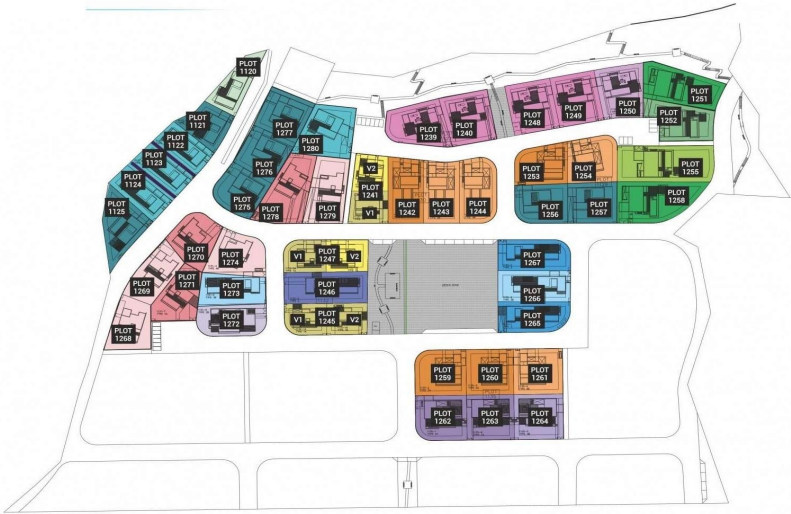 PLOT
1120
PLOT
1121
PLOT
1122
PLOT
1123
PLOT
1124
PLOT
1125
PLOT
1277
PLOT
1280
PLOT
1276
PLOT
1275
PLOT
1278
PLOT
1279
PLOT
1239
PLOT
1240
PLOT
1248
PLOT
1249
PLOT
1250
PLOT
1251
PLOT
1252
V2
PLOT
1241
V1
PLOT
1242
PLOT
1243
PLOT
1244
PLOT
1253
PLOT
1254
PLOT
1255
PLOT
1256
PLOT
1257
PLOT
1258
PLOT
1270
PLOT
1274
PLOT
1269
PLOT
1271
PLOT
1273
PLOT
1268
PLOT
1272
V1
PLOT
1247
V2
PLOT
1246
V1
PLOT
1245
V2
PLOT
1267
PLOT
1266
PLOT
1265
PLOT
1259
PLOT
1260
PLOT
1261
PLOT
1262
PLOT
1263
PLOT
1264